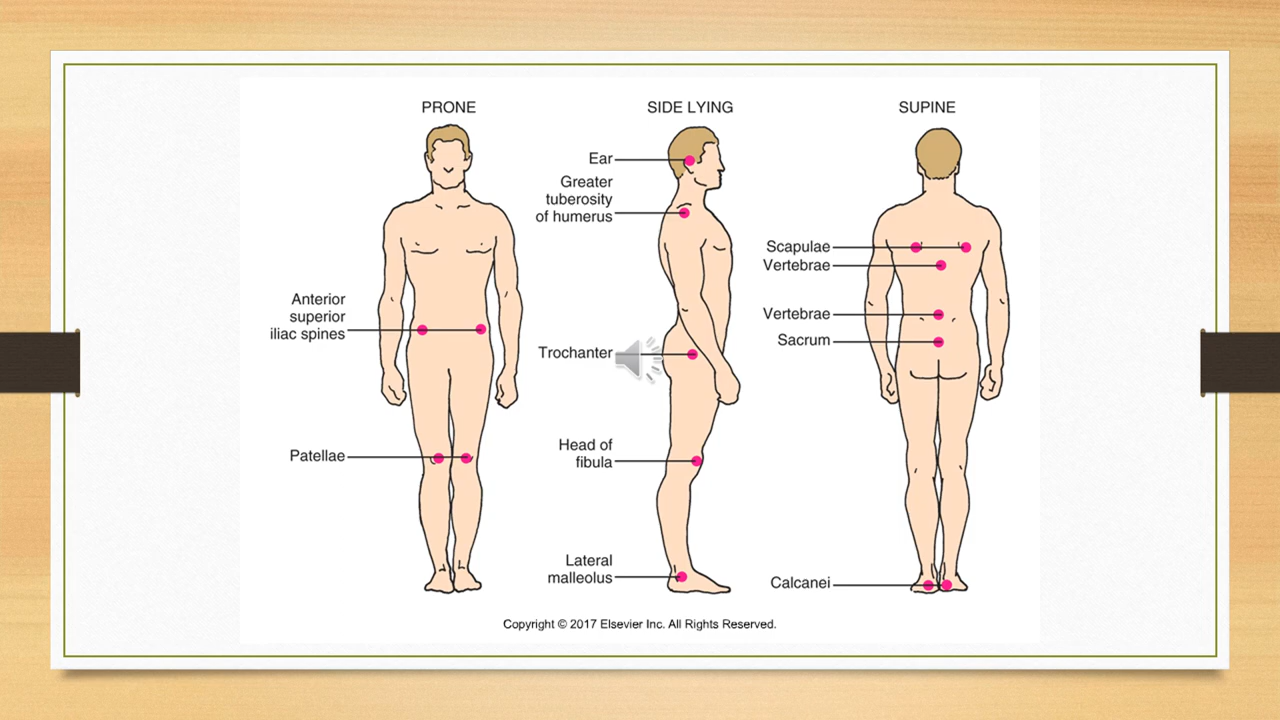 PRONE
Anterior
superior
iliac spines
Patellae
SIDE LYING
Ear
Greater
tuberosity
of humerus
Trochanter
Head of
fibula
Lateral
malleolus
SUPINE
Scapulae
Vertebrae
Vertebrae
Sacrum
Calcanei
Copyright © 2017 Elsevier Inc. All Rights Reserved.